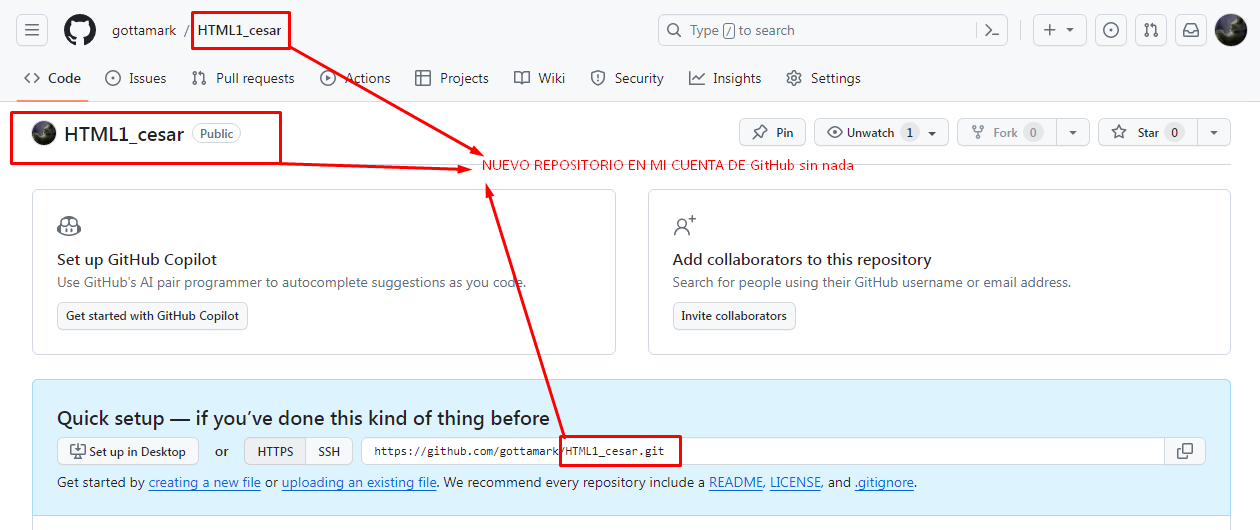 gottamark / HTML1_cesar
Type / to search
Code Issues Pull requests Actions Projects Wiki Security Insights Settings
HTML1_cesar Public
Pin Unwatch 1 Fork 0 Star 0
NUEVO REPOSITORIO EN MI CUENTA DE GitHub sin nada
Set up GitHub Copilot
Use GitHub's AI pair programmer to autocomplete suggestions as you code.
Get started with GitHub Copilot
Add collaborators to this repository
Search for people using their GitHub username or email address.
Invite collaborators
Quick setup — if you've done this kind of thing before
Set up in Desktop or HTTPS SSH https://github.com/gottamark/HTML1_cesar.git
Get started by creating a new file or uploading an existing file. We recommend every repository include a README, LICENSE, and .gitignore.